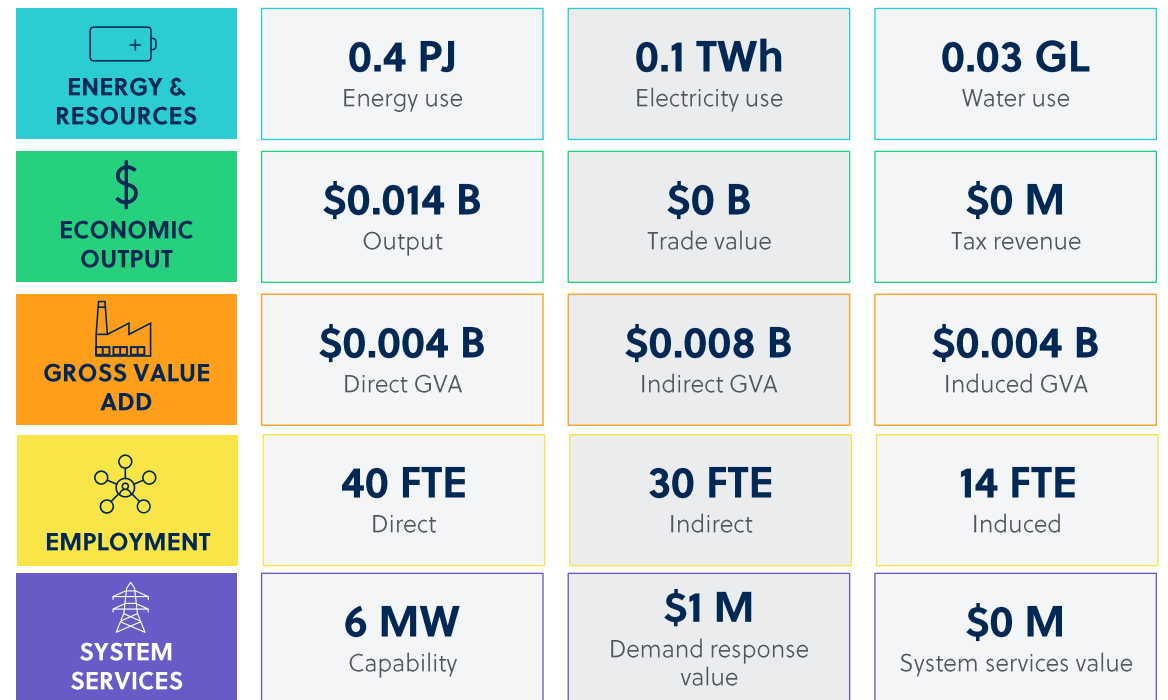 ENERGY &
RESOURCES
0.4 PJ
Energy use
0.1 TWh
Electricity use
0.03 GL
Water use
$
ECONOMIC
OUTPUT
$0.014 B
Output
$0 B
Trade value
$0 M
Tax revenue
GROSS VALUE
ADD
$0.004 B
Direct GVA
$0.008 B
Indirect GVA
$0.004 B
Induced GVA
EMPLOYMENT
40 FTE
Direct
30 FTE
Indirect
14 FTE
Induced
SYSTEM
SERVICES
6 MW
Capability
$1 M
Demand response
value
$0 M
System services value